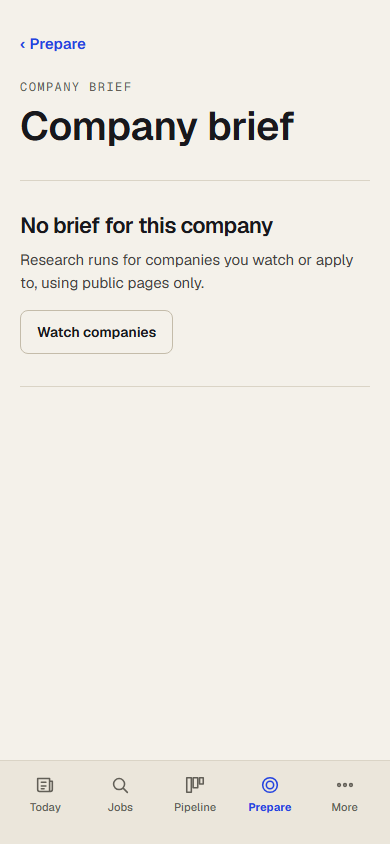 ‹ Prepare
COMPANY BRIEF
Company brief
No brief for this company
Research runs for companies you watch or apply
to, using public pages only.
Watch companies
Today
Jobs
Pipeline
Prepare
More